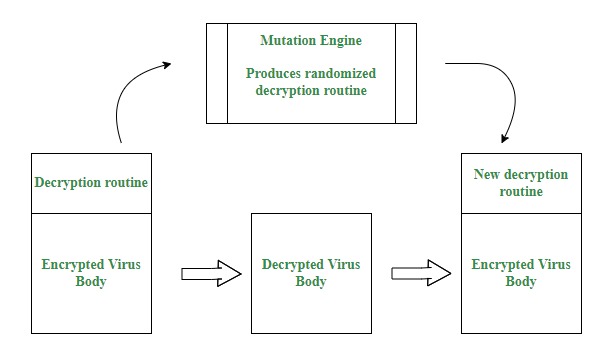 Mutation Engine
Produces randomized
decryption routine
Decryption routine
New decryption
routine
Encrypted Virus
Body
Decrypted Virus
Body
Encrypted Virus
Body